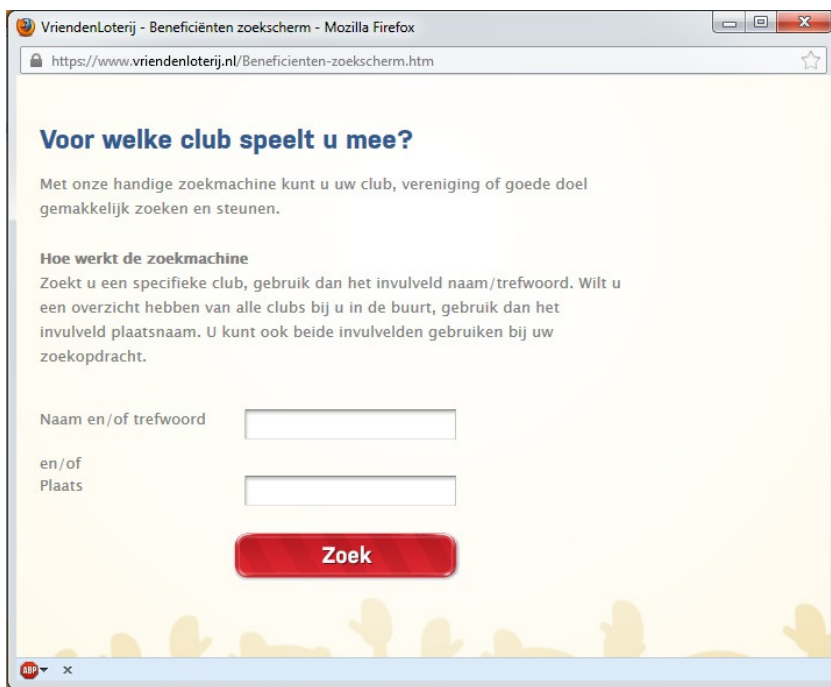 VriendenLoterij - Beneficiënten zoekscherm - Mozilla Firefox
https://www.vriendenloterij.nl/Beneficienten-zoekscherm.htm
Voor welke club speelt u mee?
Met onze handige zoekmachine kunt u uw club, vereniging of goede doel
gemakkelijk zoeken en steunen.
Hoe werkt de zoekmachine
Zoekt u een specifieke club, gebruik dan het invulveld naam/trefwoord. Wilt u
een overzicht hebben van alle clubs bij u in de buurt, gebruik dan het
invulveld plaatsnaam. U kunt ook beide invulvelden gebruiken bij uw
zoekopdracht.
Naam en/of trefwoord
en/of
Plaats
Zoek
ABP